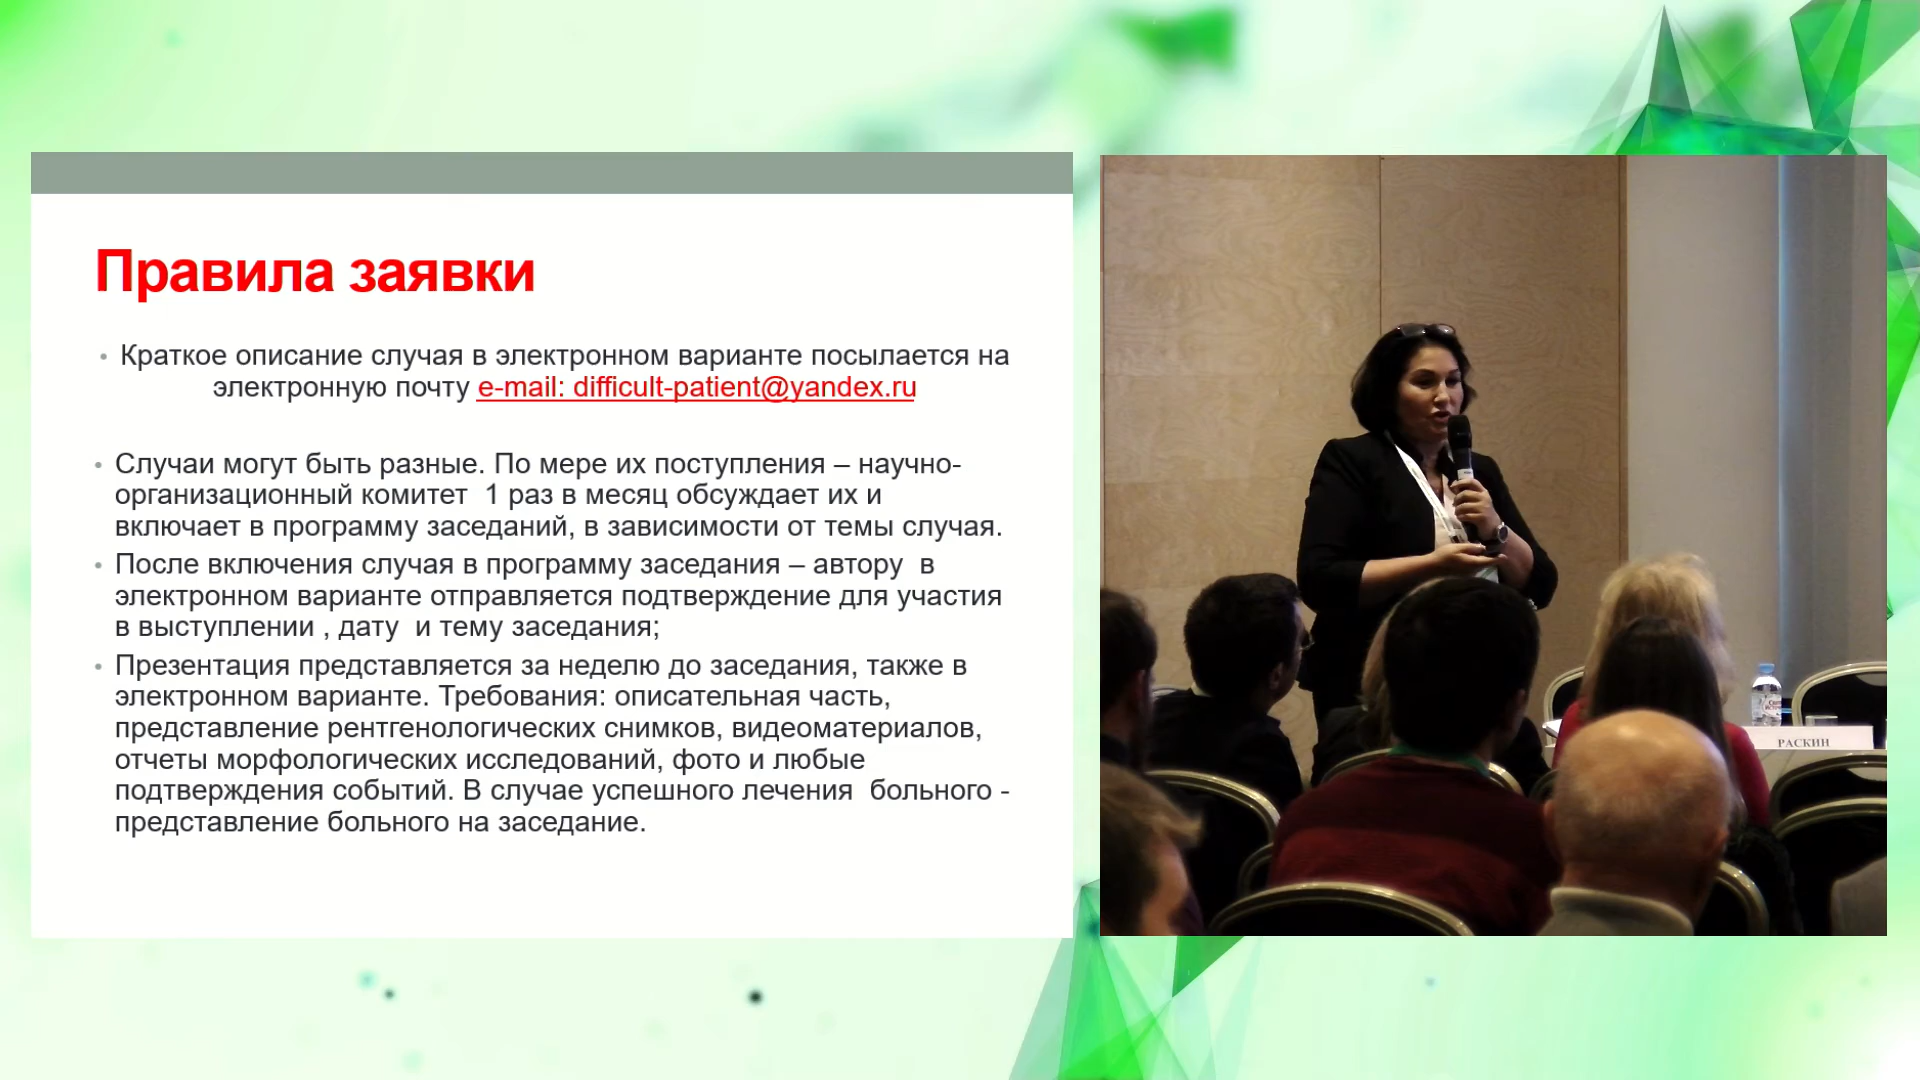 Правила заявки
• Краткое описание случая в электронном варианте посылается на
электронную почту e-mail: difficult-patient@yandex.ru
• Случаи могут быть разные. По мере их поступления – научно-
организационный комитет 1 раз в месяц обсуждает их и
включает в программу заседаний, в зависимости от темы случая.
• После включения случая в программу заседания – автору в
электронном варианте отправляется подтверждение для участия
в выступлении , дату и тему заседания;
• Презентация представляется за неделю до заседания, также в
электронном варианте. Требования: описательная часть,
представление рентгенологических снимков, видеоматериалов,
отчеты морфологических исследований, фото и любые
подтверждения событий. В случае успешного лечения больного -
представление больного на заседание.
РАСКИН